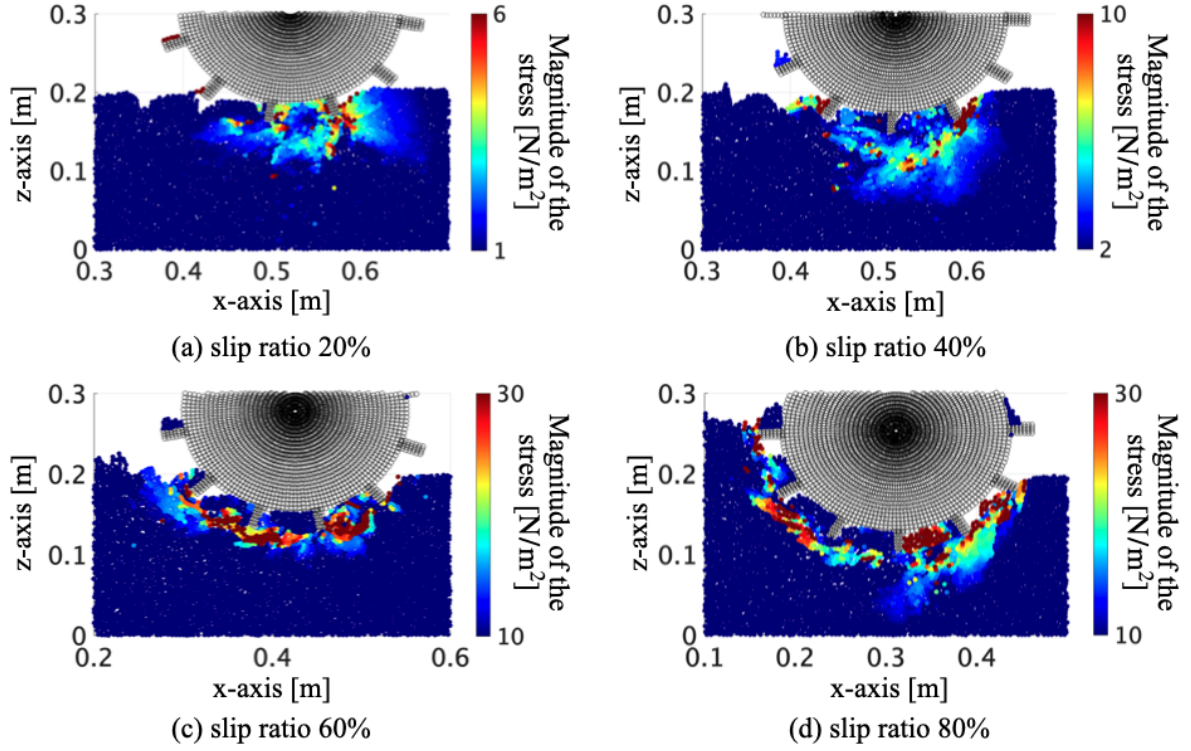 0.3
0.2
0.1
0
z-axis [m]
0.3 0.4 0.5 0.6
x-axis [m]
6
1
Magnitude of the
stress [N/m²]
(a) slip ratio 20%
0.3
0.2
0.1
0
z-axis [m]
0.3 0.4 0.5 0.6
x-axis [m]
10
2
Magnitude of the
stress [N/m²]
(b) slip ratio 40%
0.3
0.2
0.1
0
z-axis [m]
0.2 0.4 0.6
x-axis [m]
30
10
Magnitude of the
stress [N/m²]
(c) slip ratio 60%
0.3
0.2
0.1
0
z-axis [m]
0.1 0.2 0.3 0.4
x-axis [m]
30
10
Magnitude of the
stress [N/m²]
(d) slip ratio 80%